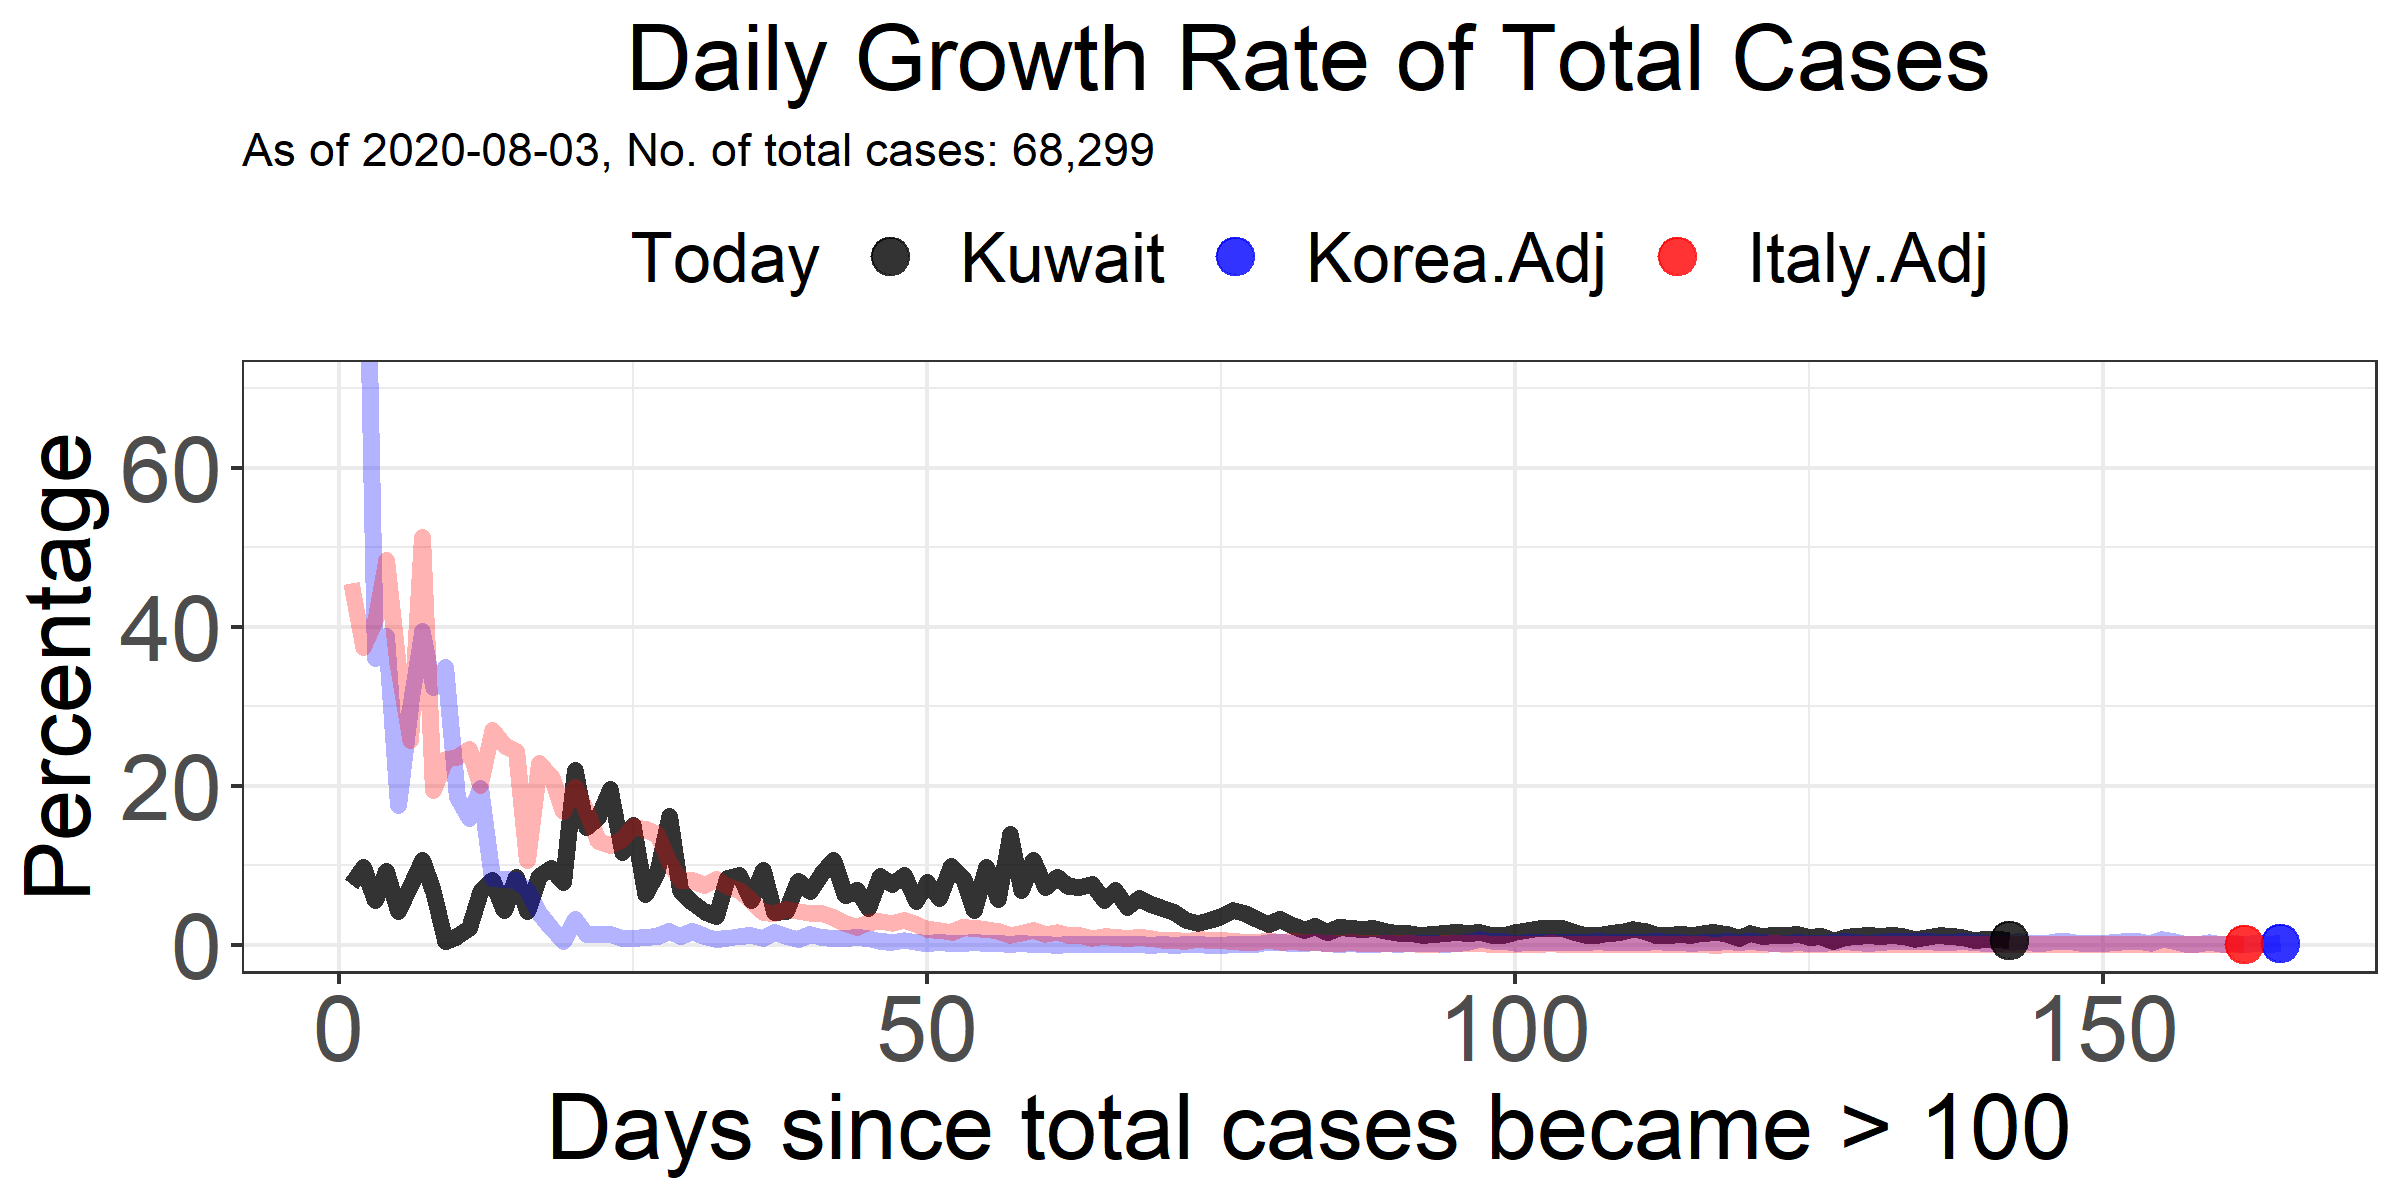 Daily Growth Rate of Total Cases
As of 2020-08-03, No. of total cases: 68,299
Today Kuwait Korea.Adj Italy.Adj
Percentage
60
40
20
0
0 50 100 150
Days since total cases became > 100